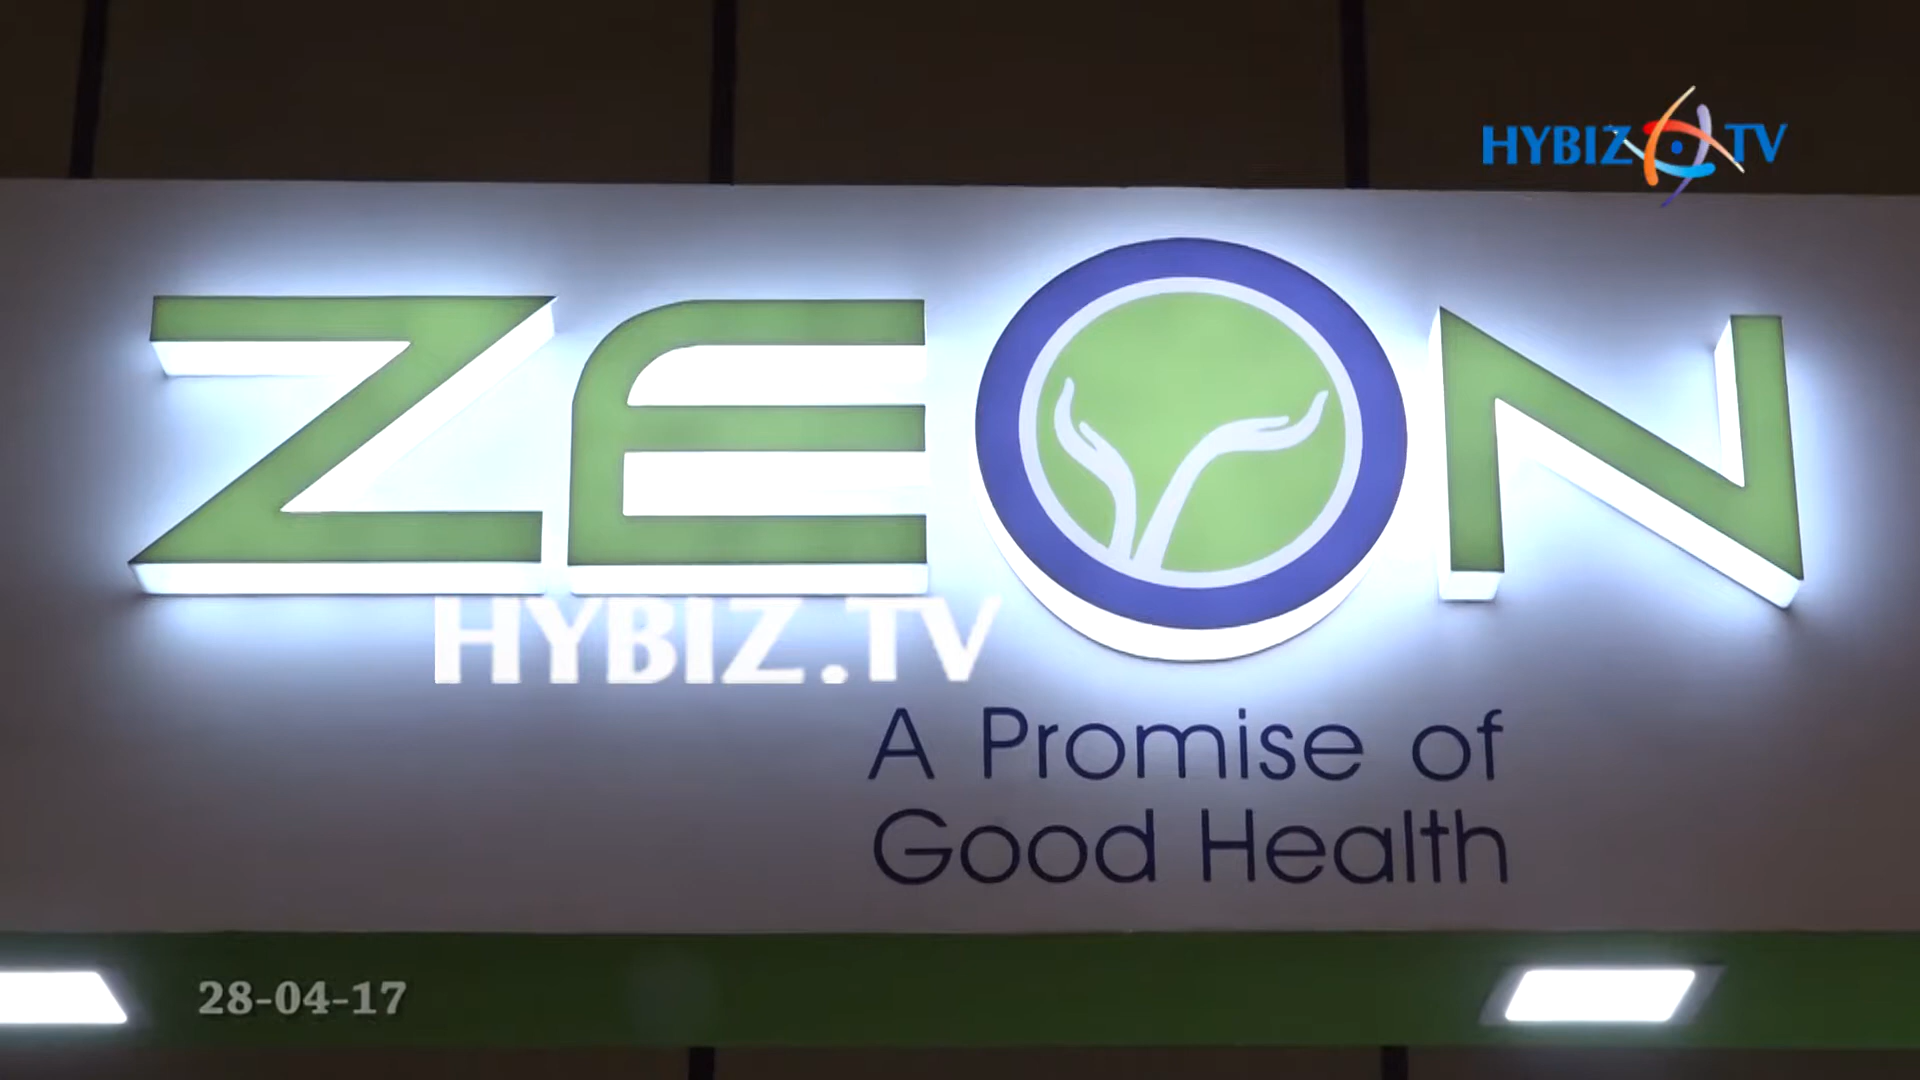 HYBIZ TV
ZEON
HYBIZ.TV
A Promise of
Good Health
28-04-17